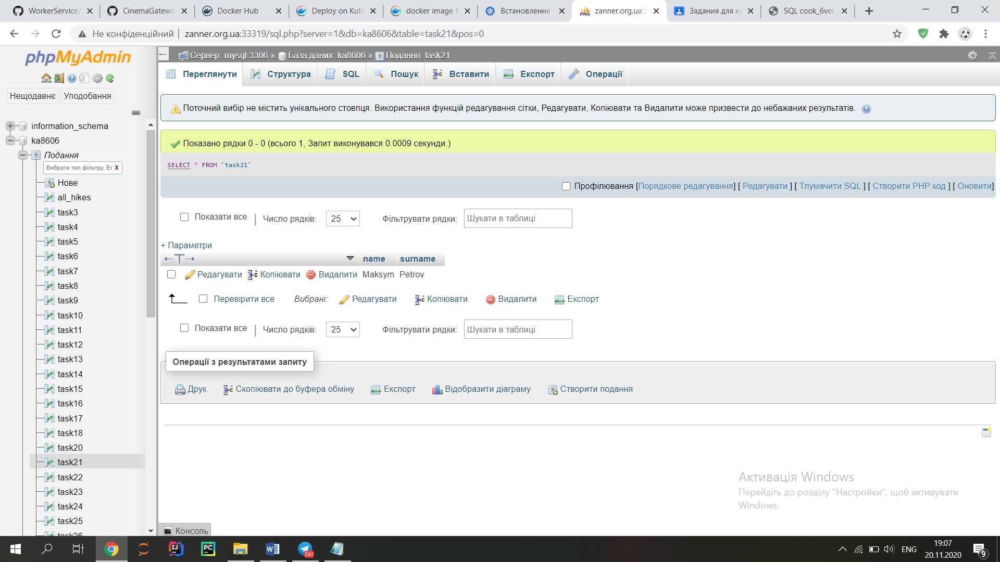 WorkerService/
CinemaGatewa
Docker Hub
Deploy on Kub
docker image b
Встановлення
zanner.org.ua:3
Задания для ку
SQL cook_6ver.
Не конфіденційний
zanner.org.ua:33319/sql.php?server=1&db=ka8606&table=task21&pos=0
phpMyAdmin
Нещодавнє
Уподобання
information_schema
ka8606
Подання
Вибрати тип фільтру, En X
Нове
all_hikes
task3
task4
task5
task6
task7
task8
task9
task10
task11
task12
task13
task14
task15
task16
task17
task18
task20
task21
task22
task23
task24
task25
task26
Сервер: mysql:3306 » База даних: ka8606 » Подання: task21
Переглянути
Структура
SQL
Пошук
Вставити
Експорт
Операції
Поточний вибір не містить унікального стовпця. Використання функцій редагування сітки, Редагувати, Копіювати та Видалити може призвести до небажаних результатів.
Показано рядки 0 - 0 (всього 1, Запит виконувався 0.0009 секунди.)
SELECT * FROM `task21`
Профілювання [Порядкове редагування] [ Редагувати ] [ Тлумачити SQL ] [ Створити PHP код ] [ Оновити]
Показати все | Число рядків: 25 Фільтрувати рядки: Шукати в таблиці
+ Параметри
←T→ name surname
Редагувати Копіювати Видалити Maksym Petrov
Перевірити все Вибрані: Редагувати Копіювати Видалити Експорт
Показати все | Число рядків: 25 Фільтрувати рядки: Шукати в таблиці
Операції з результатами запиту
Друк Скопіювати до буфера обміну Експорт Відобразити діаграму Створити подання
Активація Windows
Перейдіть до розділу "Настройки", щоб активувати
Windows.
Консоль
741
ENG
19:07
20.11.2020
9